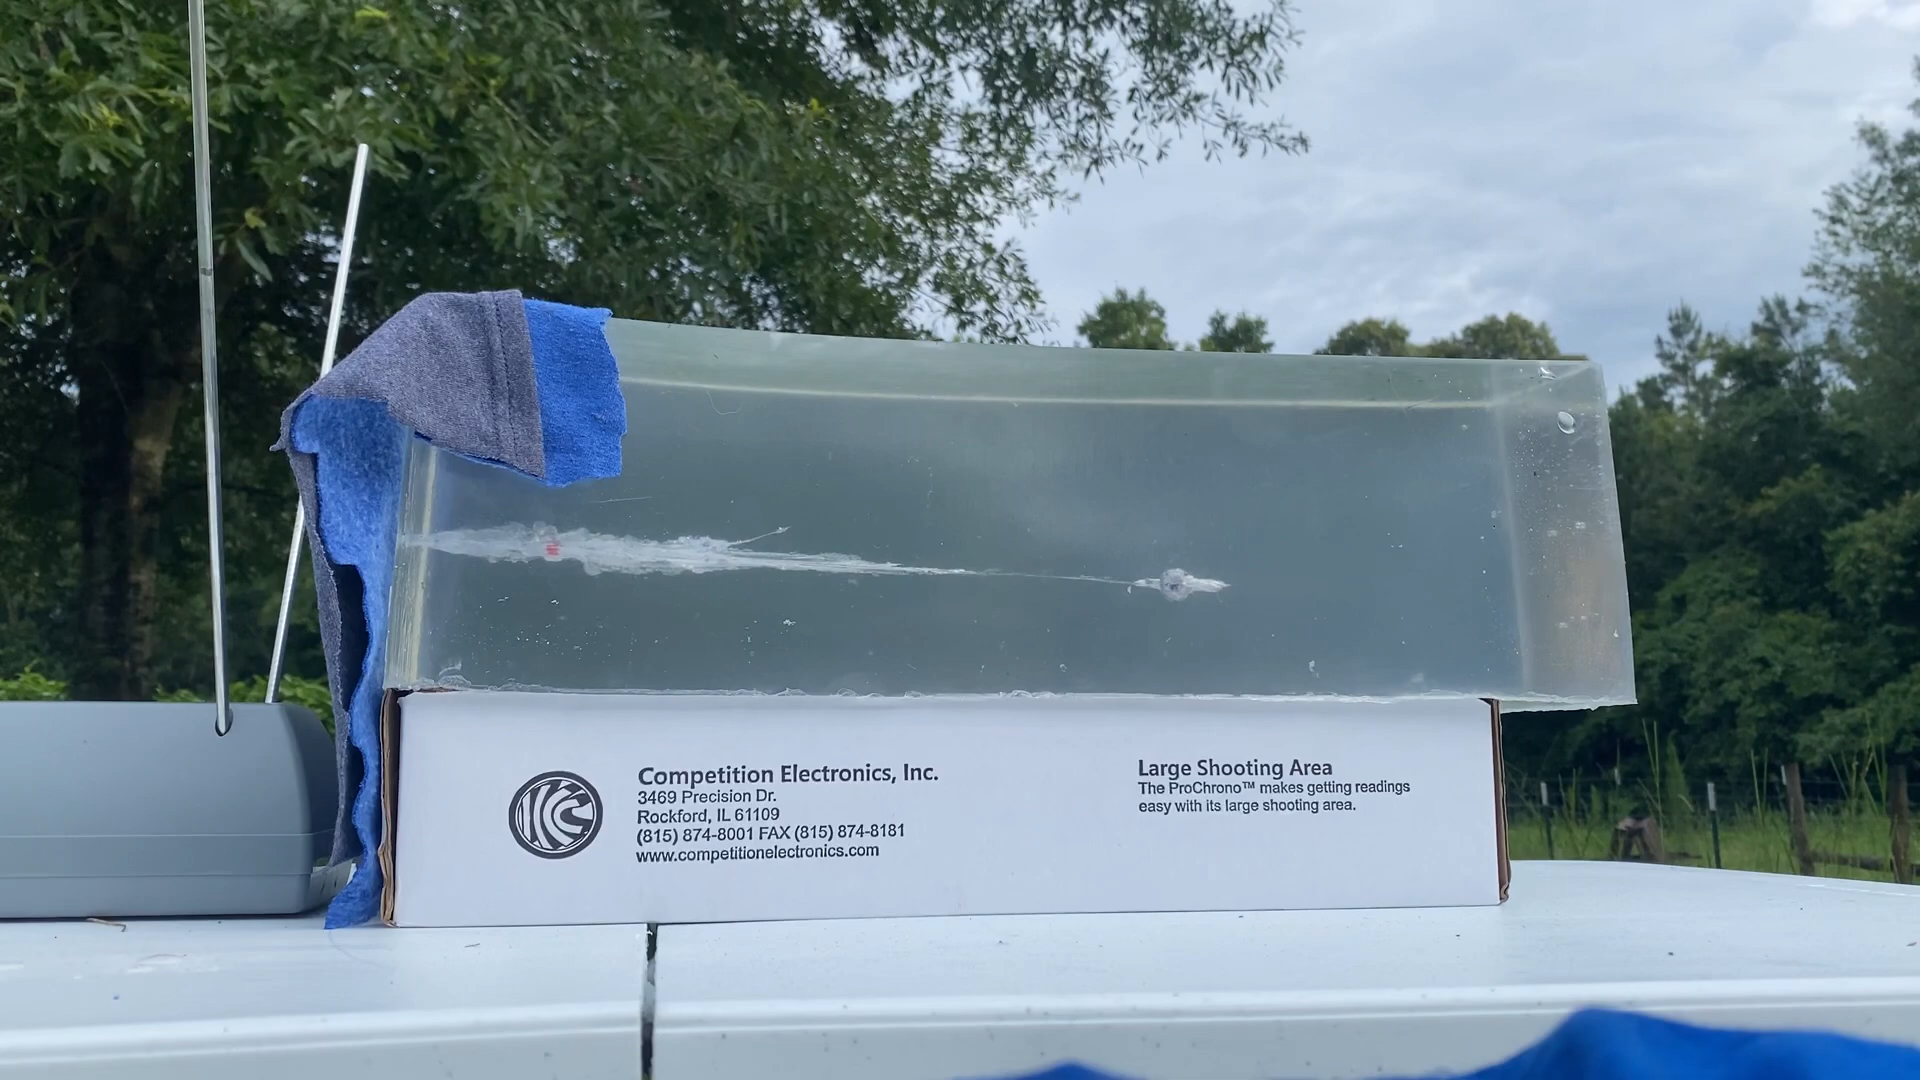 Competition Electronics, Inc.
3469 Precision Dr.
Rockford, IL 61109
(815) 874-8001 FAX (815) 874-8181
www.competitionelectronics.com
Large Shooting Area
The ProChrono™ makes getting readings
easy with its large shooting area.